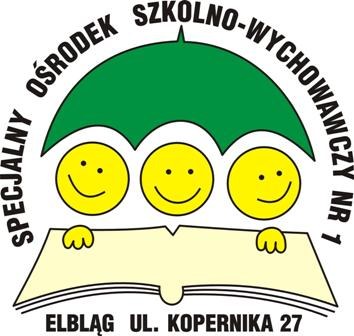 SPECJALNY OŚRODEK SZKOLNO-WYCHOWAWCZY NR 1
ELBLĄG UL. KOPERNIKA 27